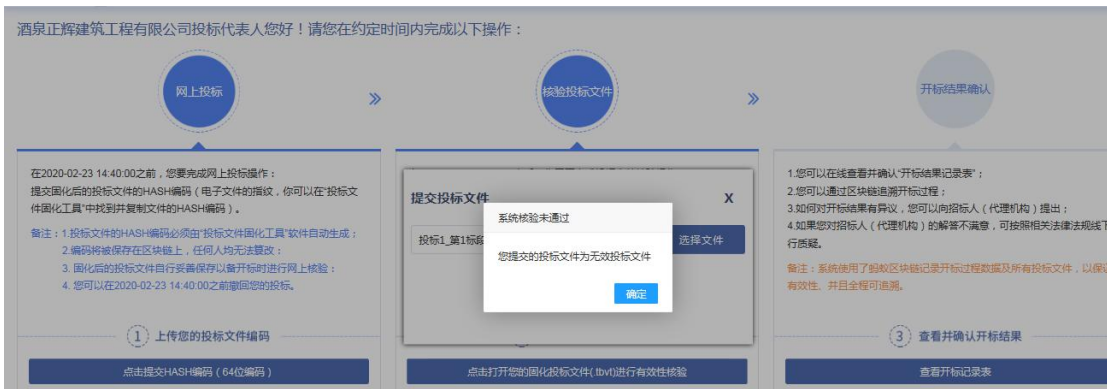 酒泉正辉建筑工程有限公司投标代表人您好！请您在约定时间内完成以下操作：
网上投标
核验投标文件
开标结果确认
在2020-02-23 14:40:00之前，您要完成网上投标操作：
提交固化后的投标文件的HASH编码（电子文件的指纹，你可以在“投标文
件固化工具”中找到并复制文件的HASH编码）。
备注：1.投标文件的HASH编码必须由“投标文件固化工具”软件自动生成；
2.编码将被保存在区块链上，任何人均无法篡改；
3. 固化后的投标文件自行妥善保存以备开标时进行网上核验；
4. 您可以在2020-02-23 14:40:00之前撤回您的投标。
1 上传您的投标文件编码
点击提交HASH编码（64位编码）
提交投标文件
X
投标1_第1标段
选择文件
系统核验未通过
您提交的投标文件为无效投标文件
确定
点击打开您的固化投标文件(.tbvt)进行有效性核验
1.您可以在线查看并确认“开标结果记录表”；
2.您可以通过区块链追溯开标过程；
3.如何对开标结果有异议，您可以向招标人（代理机构）提出；
4.如果您对招标人（代理机构）的解答不满意，可按照相关法律法规线下
行质疑。
备注：系统使用了蚂蚁区块链记录开标过程数据及所有投标文件，以保证
有效性、并且全程可追溯。
3 查看并确认开标结果
查看开标记录表